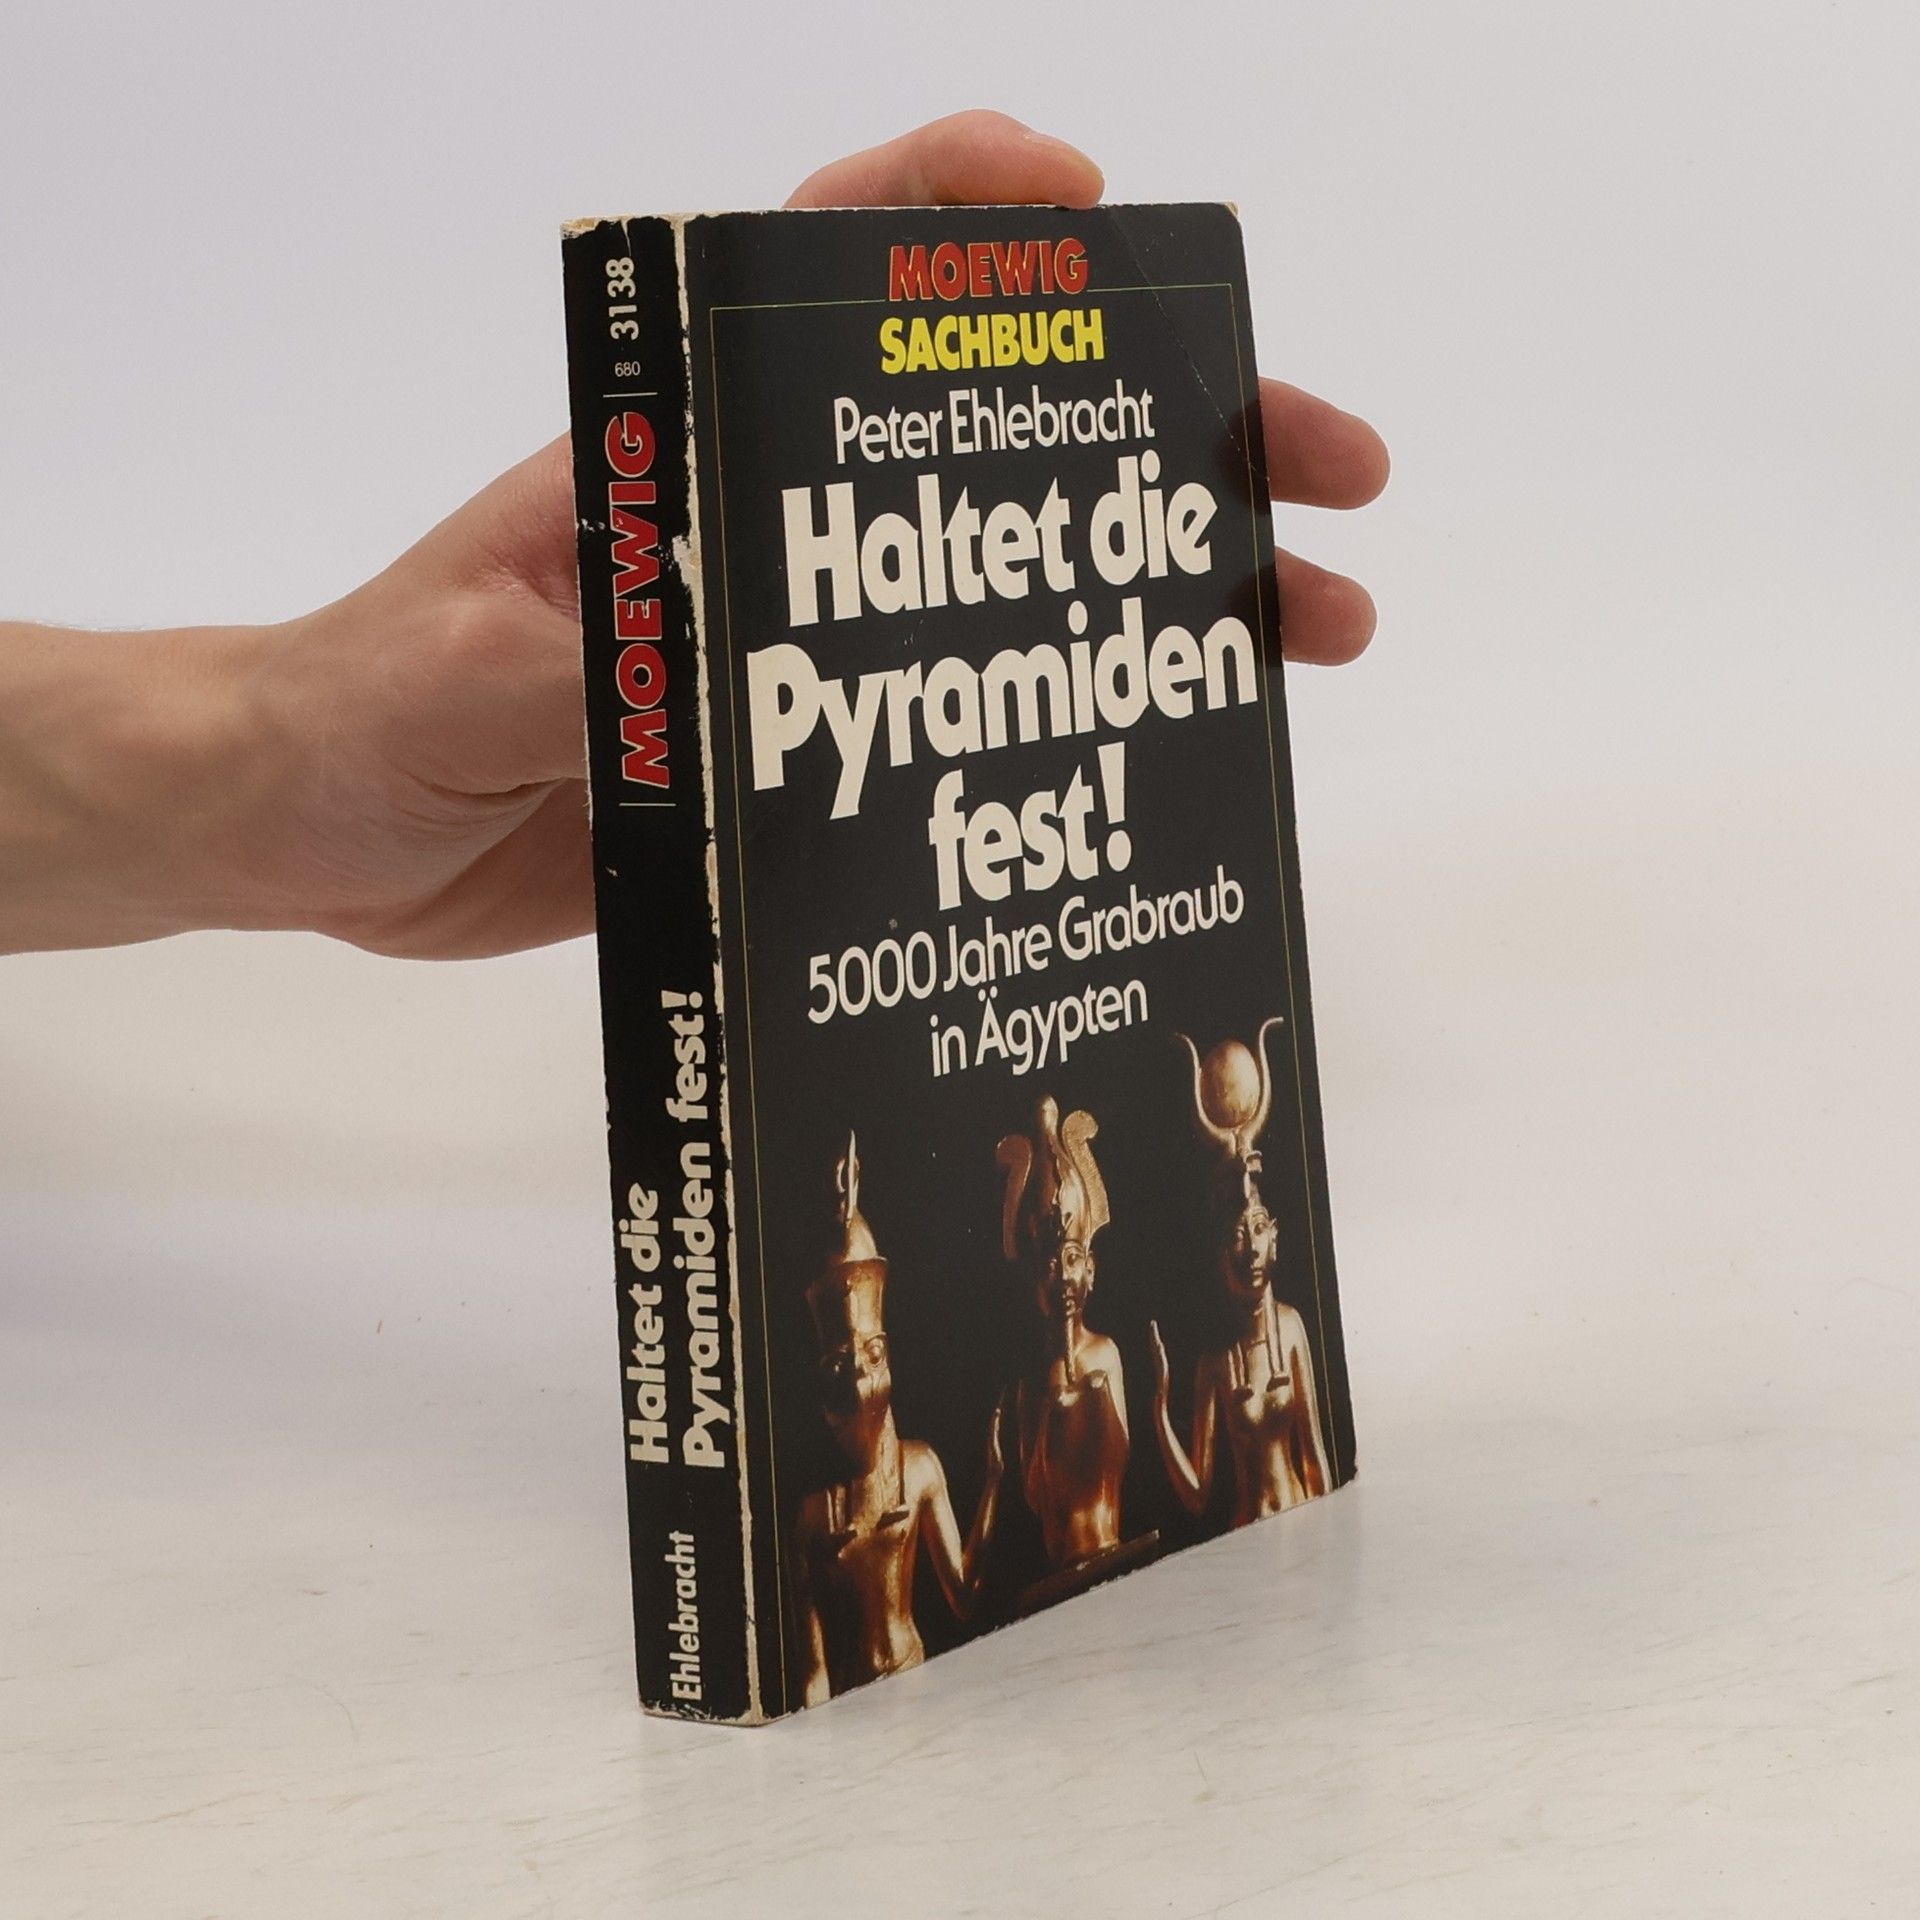 3138
680
MOEWIG
Haltet die
Pyramiden fest!
Ehlebracht
MOEWIG
SACHBUCH
Peter Ehlebracht
Haltet die
Pyramiden
fest!
5000 Jahre Grabraub
in Ägypten